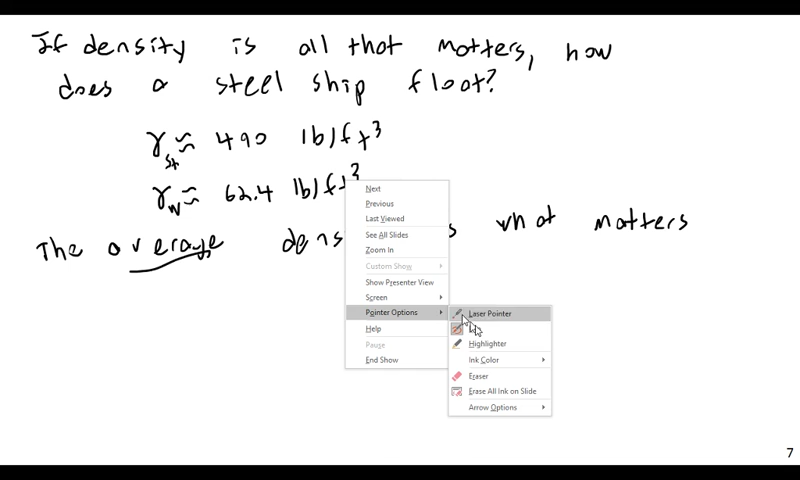 If density is all that matters, how
does a steel ship float?
γst ≈ 490 lb/ft³
γw ≈ 62.4 lb/ft³
The average dens s what matters
Next
Previous
Last Viewed
See All Slides
Zoom In
Custom Show
Show Presenter View
Screen
Pointer Options
Help
Pause
End Show
Laser Pointer
Highlighter
Ink Color
Eraser
Erase All Ink on Slide
Arrow Options
7